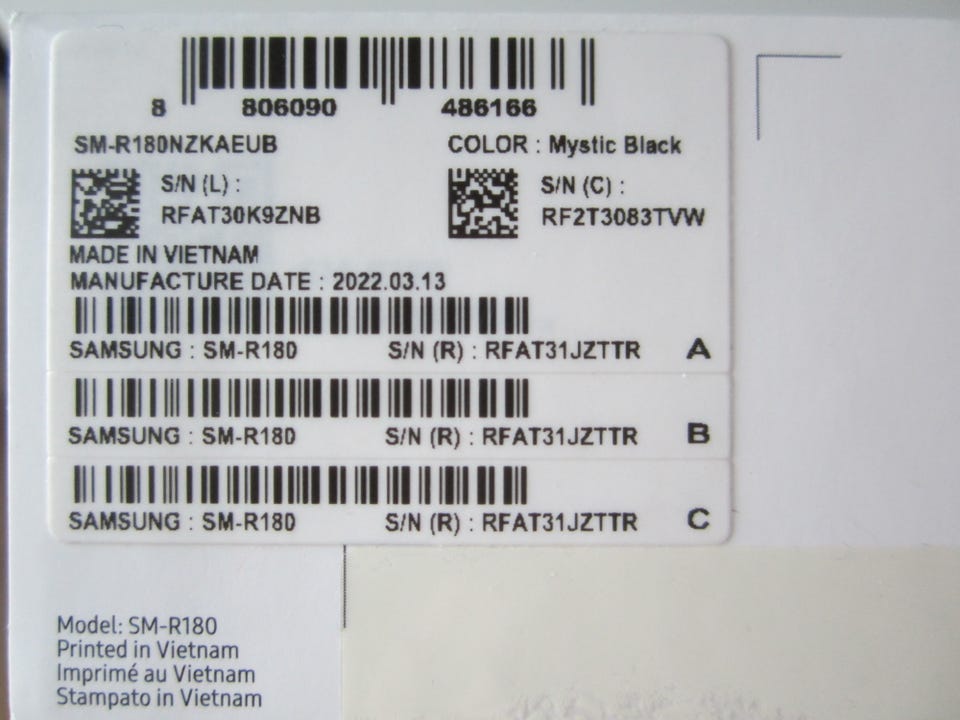 8 806090 486166
SM-R180NZKAEUB COLOR : Mystic Black
S/N (L) : S/N (C) :
RFAT30K9ZNB RF2T3083TVW
MADE IN VIETNAM
MANUFACTURE DATE : 2022.03.13
SAMSUNG : SM-R180 S/N (R) : RFAT31JZTTR A
SAMSUNG : SM-R180 S/N (R) : RFAT31JZTTR B
SAMSUNG : SM-R180 S/N (R) : RFAT31JZTTR C
Model: SM-R180
Printed in Vietnam
Imprimé au Vietnam
Stampato in Vietnam